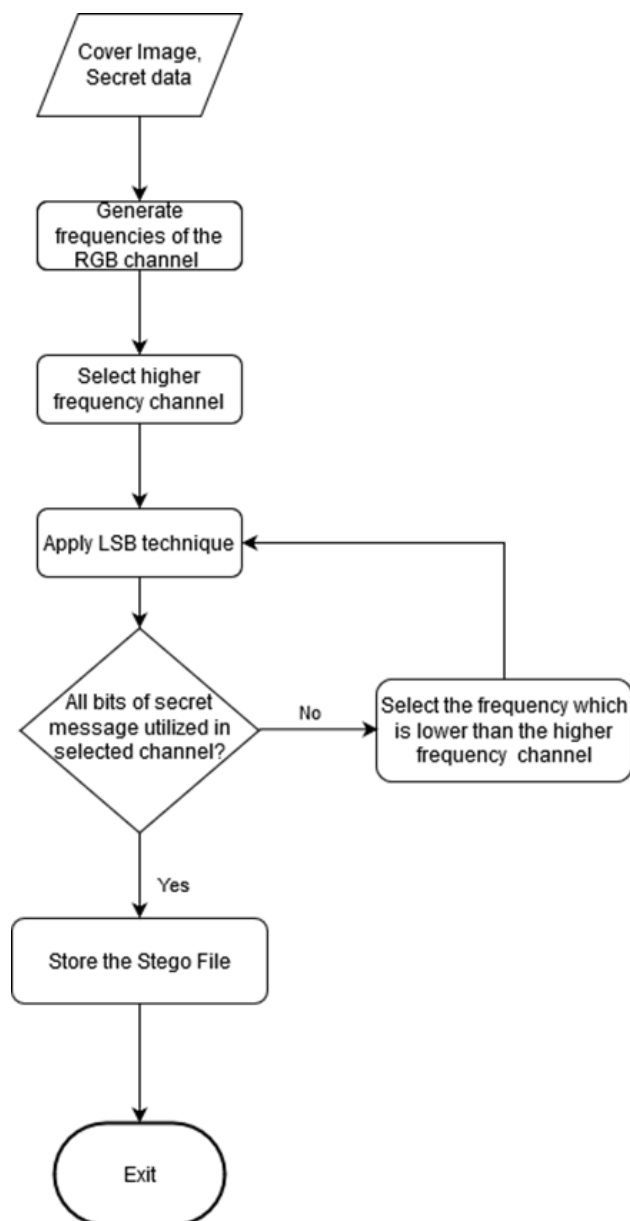 Cover Image,
Secret data
Generate
frequencies of the
RGB channel
Select higher
frequency channel
Apply LSB technique
All bits of secret
message utilized in
selected channel?
No
Select the frequency which
is lower than the higher
frequency channel
Yes
Store the Stego File
Exit